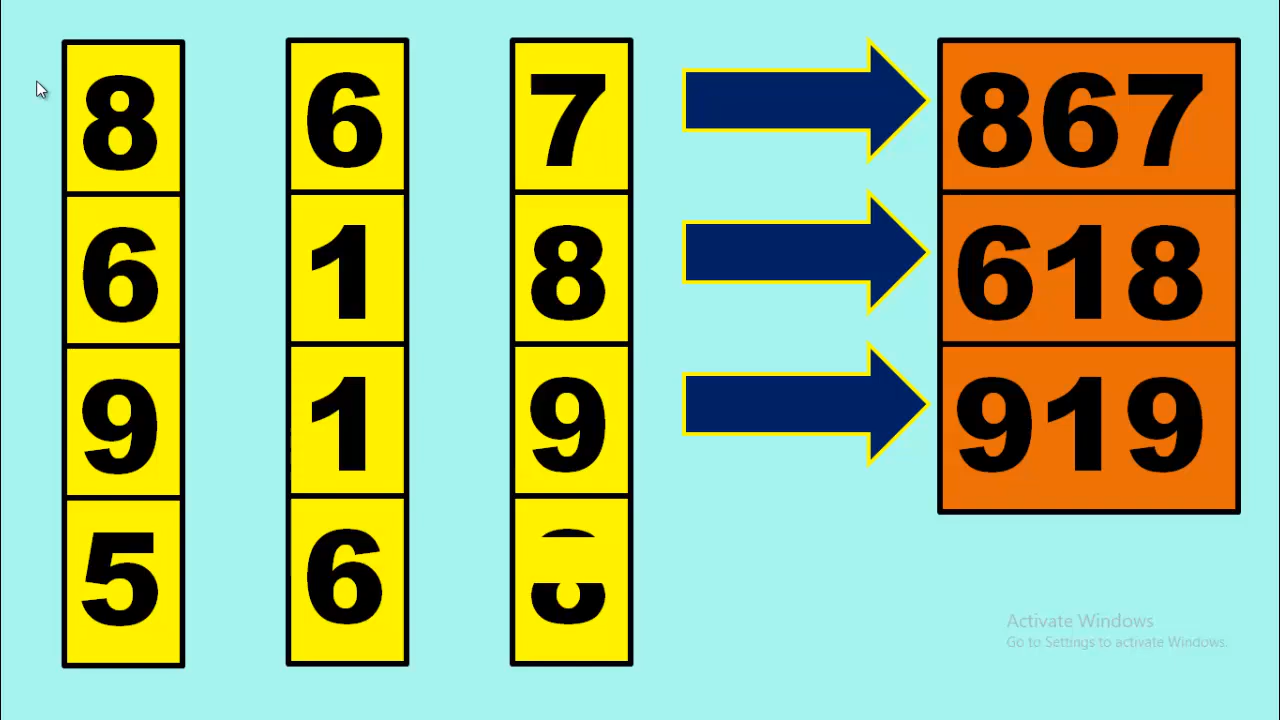 8 6 7 867
6 1 8 618
9 1 9 919
5 6
Activate Windows
Go to Settings to activate Windows.